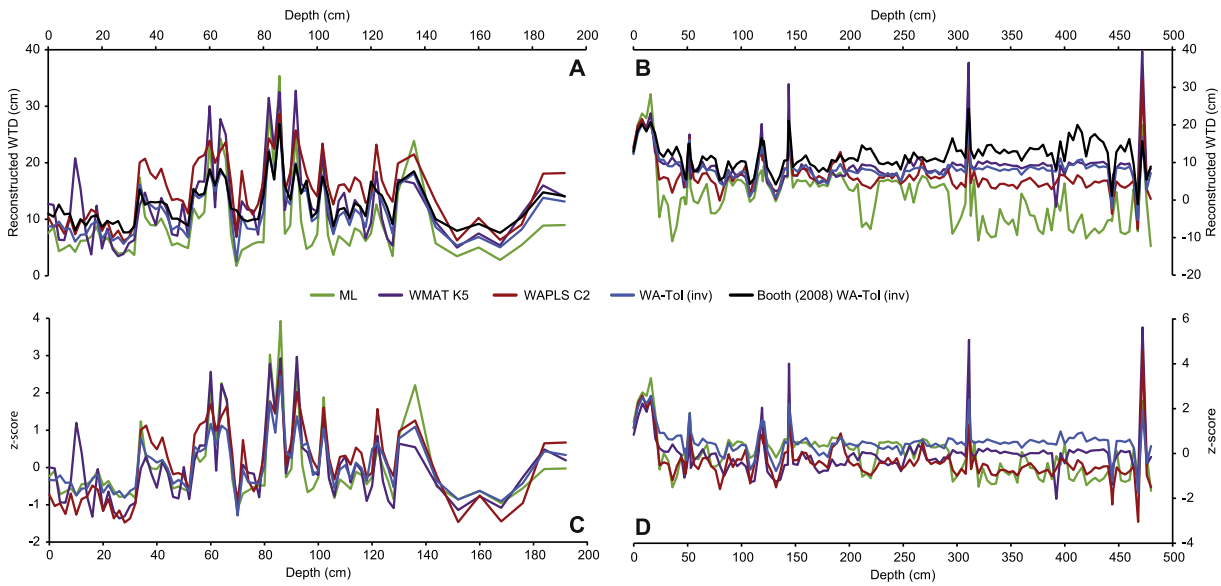 Depth (cm)
0 20 40 60 80 100 120 140 160 180 200
40
30
20
10
0
Reconstructed WTD (cm)
A
Depth (cm)
0 50 100 150 200 250 300 350 400 450 500
B
40
30
20
10
0
-10
-20
Reconstructed WTD (cm)
ML WMAT K5 WAPLS C2 WA-Tol (inv) Booth (2008) WA-Tol (inv)
4
3
2
1
0
-1
-2
z-score
C
0 20 40 60 80 100 120 140 160 180 200
Depth (cm)
6
4
2
0
-2
-4
z-score
D
0 50 100 150 200 250 300 350 400 450 500
Depth (cm)